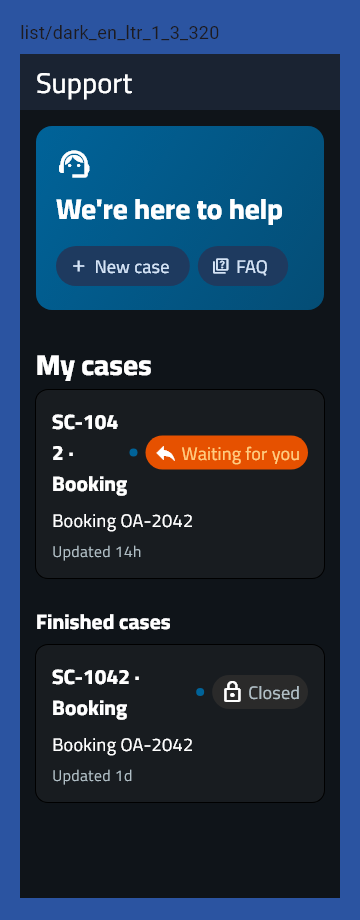 list/dark_en_ltr_1_3_320
Support
We're here to help
New case
FAQ
My cases
SC-104
2 ·
Booking
Waiting for you
Booking OA-2042
Updated 14h
Finished cases
SC-1042 ·
Booking
Closed
Booking OA-2042
Updated 1d